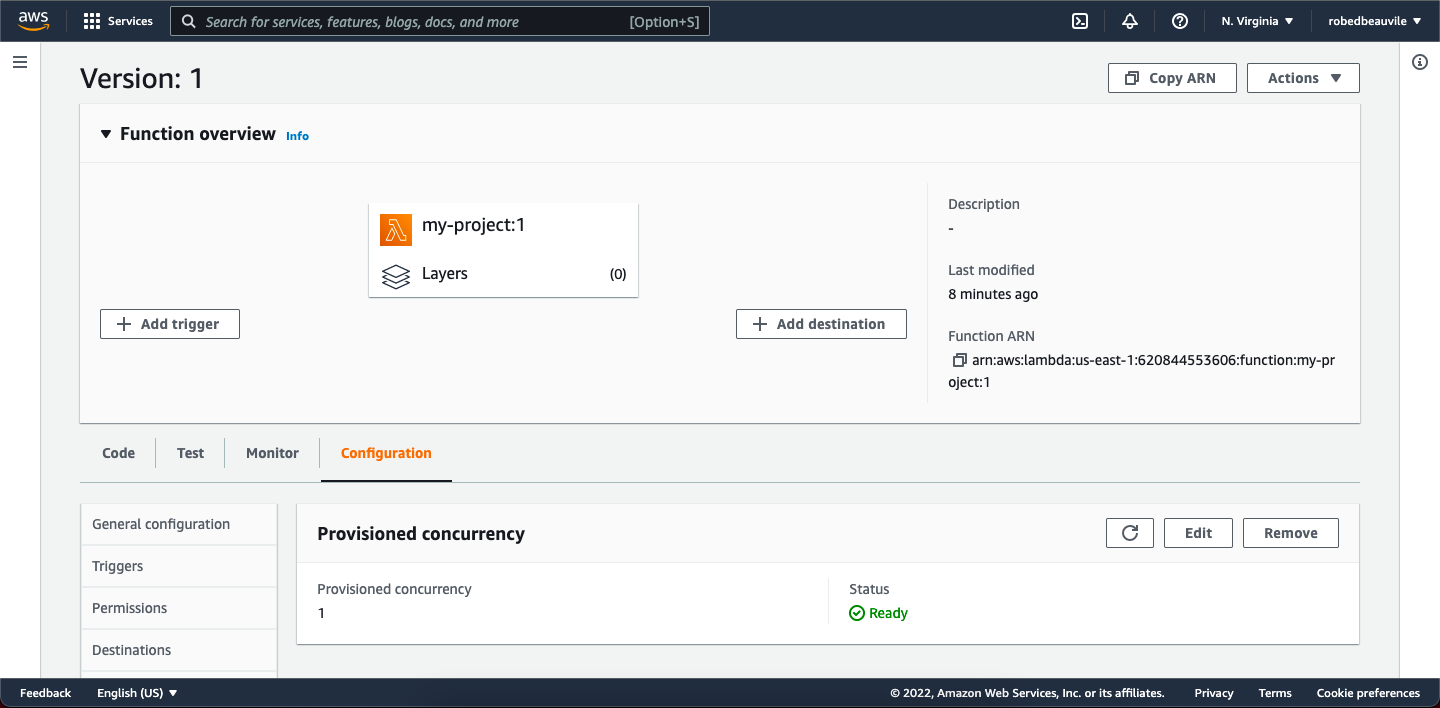 aws
Services
Search for services, features, blogs, docs, and more
[Option+S]
N. Virginia
robedbeauvile
Version: 1
Copy ARN
Actions
Function overview
Info
my-project:1
Layers
(0)
Add trigger
Add destination
Description
-
Last modified
8 minutes ago
Function ARN
arn:aws:lambda:us-east-1:620844553606:function:my-pr
oject:1
Code
Test
Monitor
Configuration
General configuration
Triggers
Permissions
Destinations
Provisioned concurrency
Edit
Remove
Provisioned concurrency
1
Status
Ready
Feedback
English (US)
© 2022, Amazon Web Services, Inc. or its affiliates.
Privacy
Terms
Cookie preferences